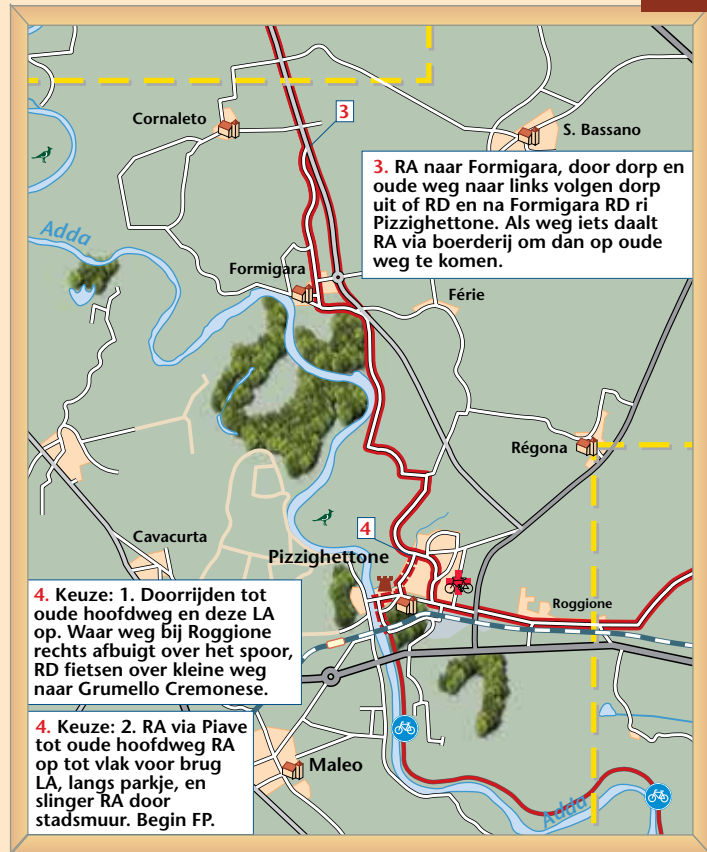 Cornaleto
3
S. Bassano
3. RA naar Formigara, door dorp en
oude weg naar links volgen dorp
uit of RD en na Formigara RD ri
Pizzighettone. Als weg iets daalt
RA via boerderij om dan op oude
weg te komen.
Adda
Formigara
Férie
Régona
4
Cavacurta
Pizzighettone
Roggione
4. Keuze: 1. Doorrijden tot
oude hoofdweg en deze LA
op. Waar weg bij Roggione
rechts afbuigt over het spoor,
RD fietsen over kleine weg
naar Grumello Cremonese.
4. Keuze: 2. RA via Piave
tot oude hoofdweg RA
op tot vlak voor brug
LA, langs parkje, en
slinger RA door
stadsmuur. Begin FP.
Maleo
Adda